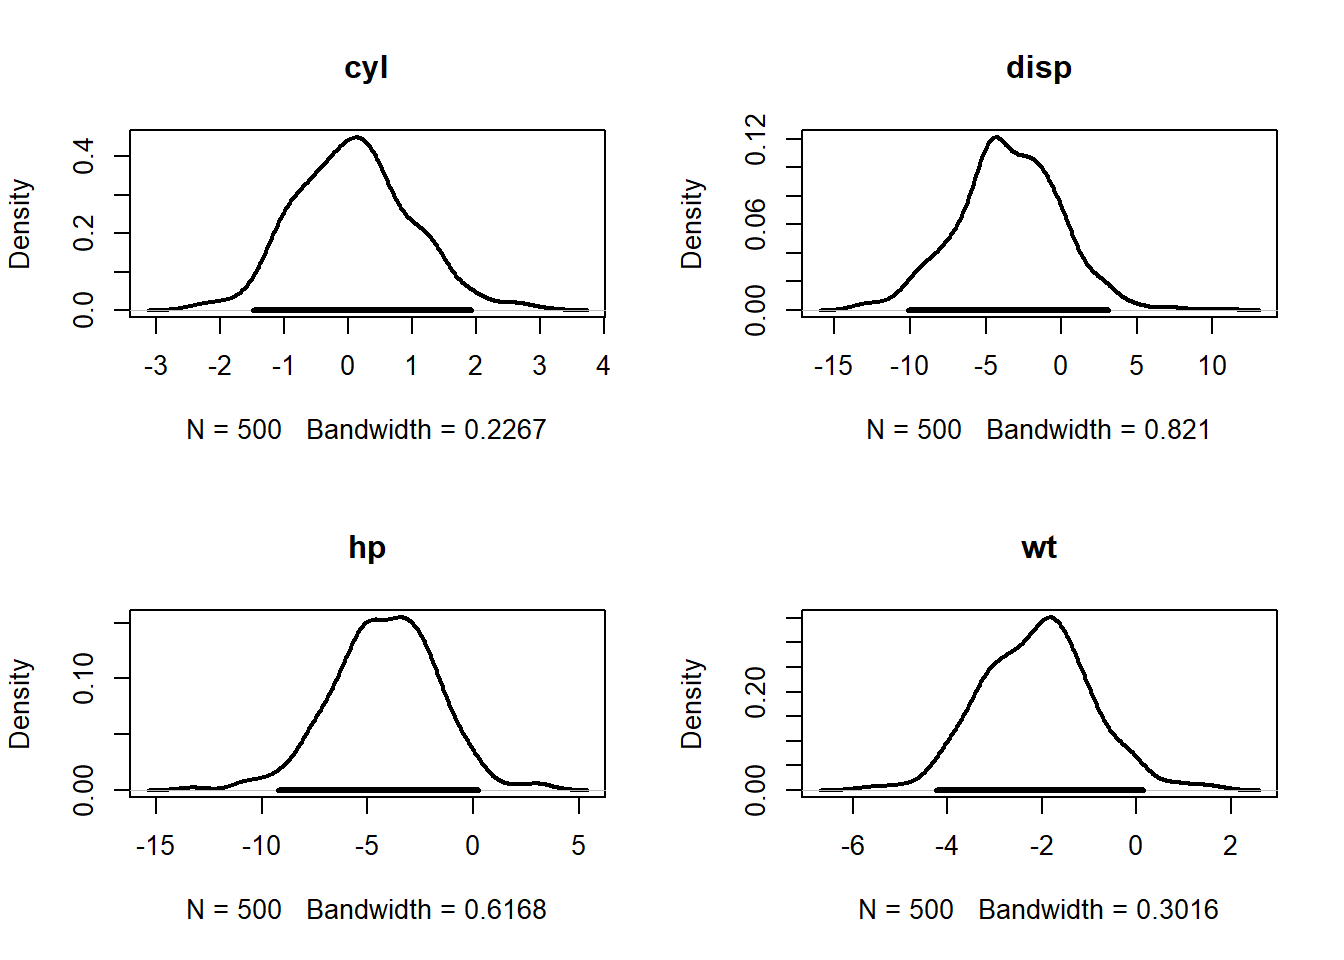 cyl
Density
0.0 0.2 0.4
-3 -2 -1 0 1 2 3 4
N = 500 Bandwidth = 0.2267
disp
Density
0.00 0.06 0.12
-15 -10 -5 0 5 10
N = 500 Bandwidth = 0.821
hp
Density
0.00 0.10
-15 -10 -5 0 5
N = 500 Bandwidth = 0.6168
wt
Density
0.00 0.20
-6 -4 -2 0 2
N = 500 Bandwidth = 0.3016